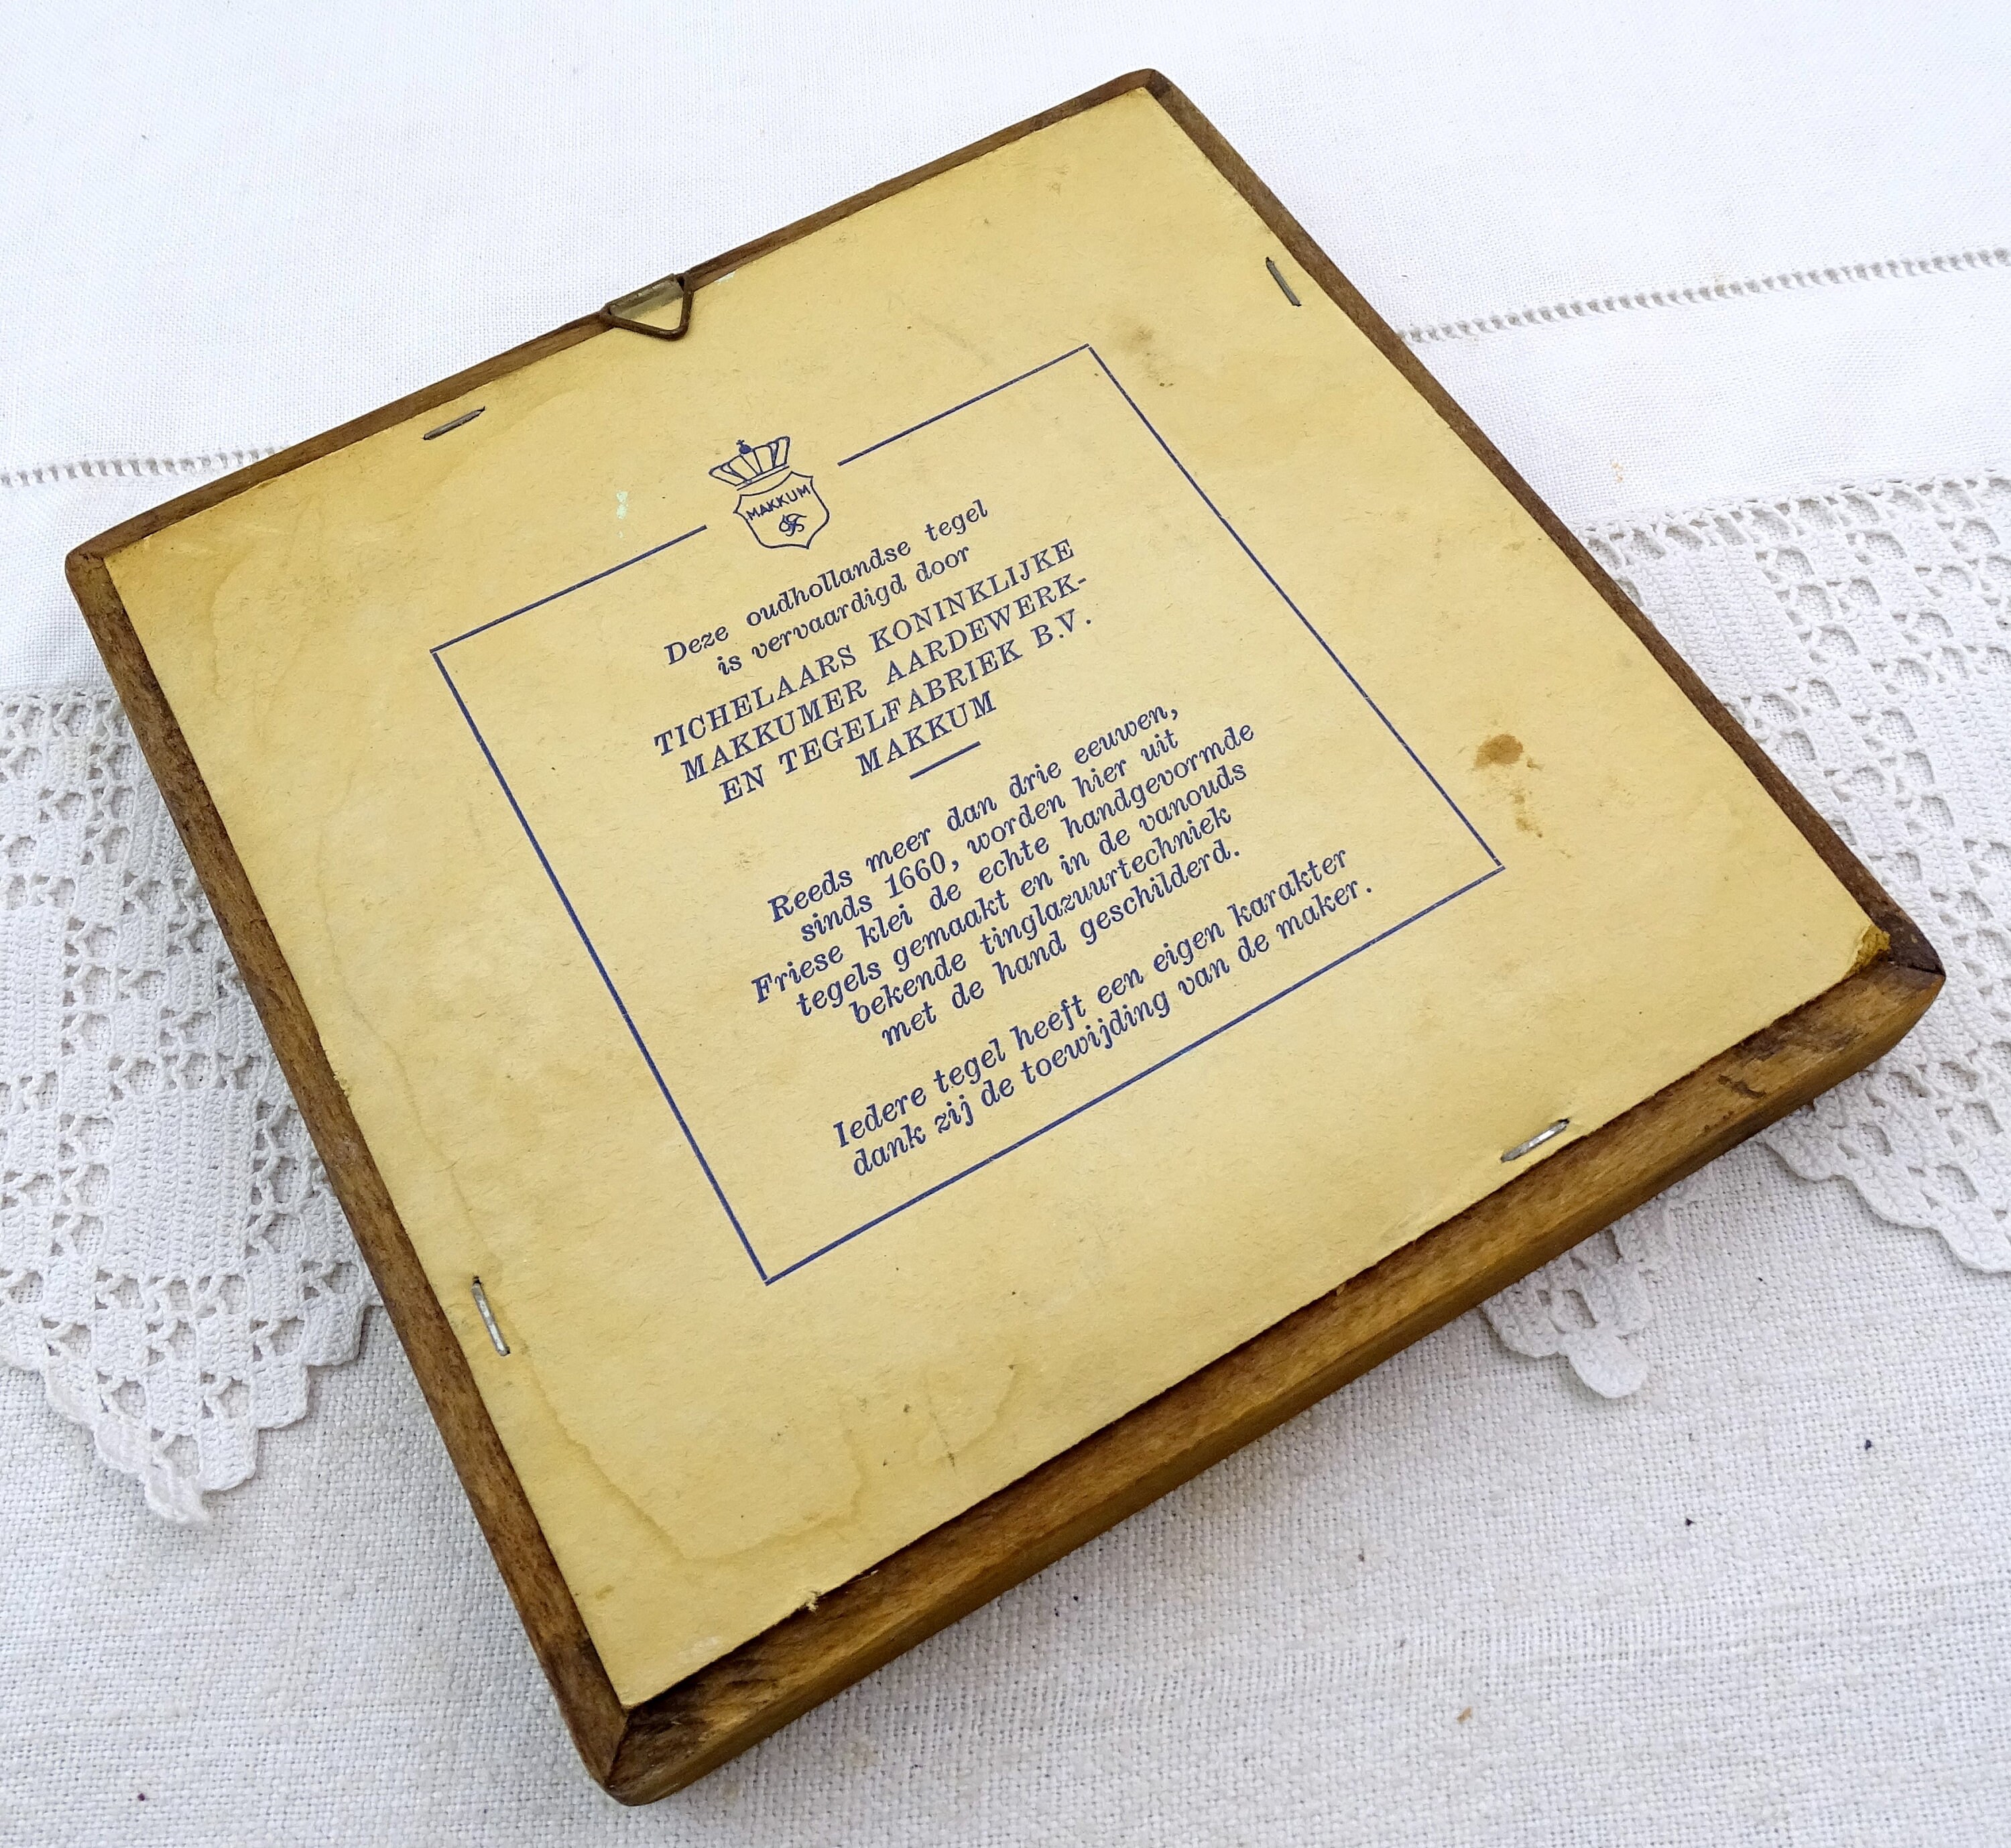 MAKKUM
Deze oudhollandse tegel
is vervaardigd door
TICHELAARS KONINKLIJKE
MAKKUMER AARDEWERK-
EN TEGELFABRIEK B.V.
MAKKUM
Reeds meer dan drie eeuwen,
sinds 1660, worden hier uit
Friese klei de echte handgevormde
tegels gemaakt en in de vanouds
bekende tinglazuurtechniek
met de hand geschilderd.
Iedere tegel heeft een eigen karakter
dank zij de toewijding van de maker.